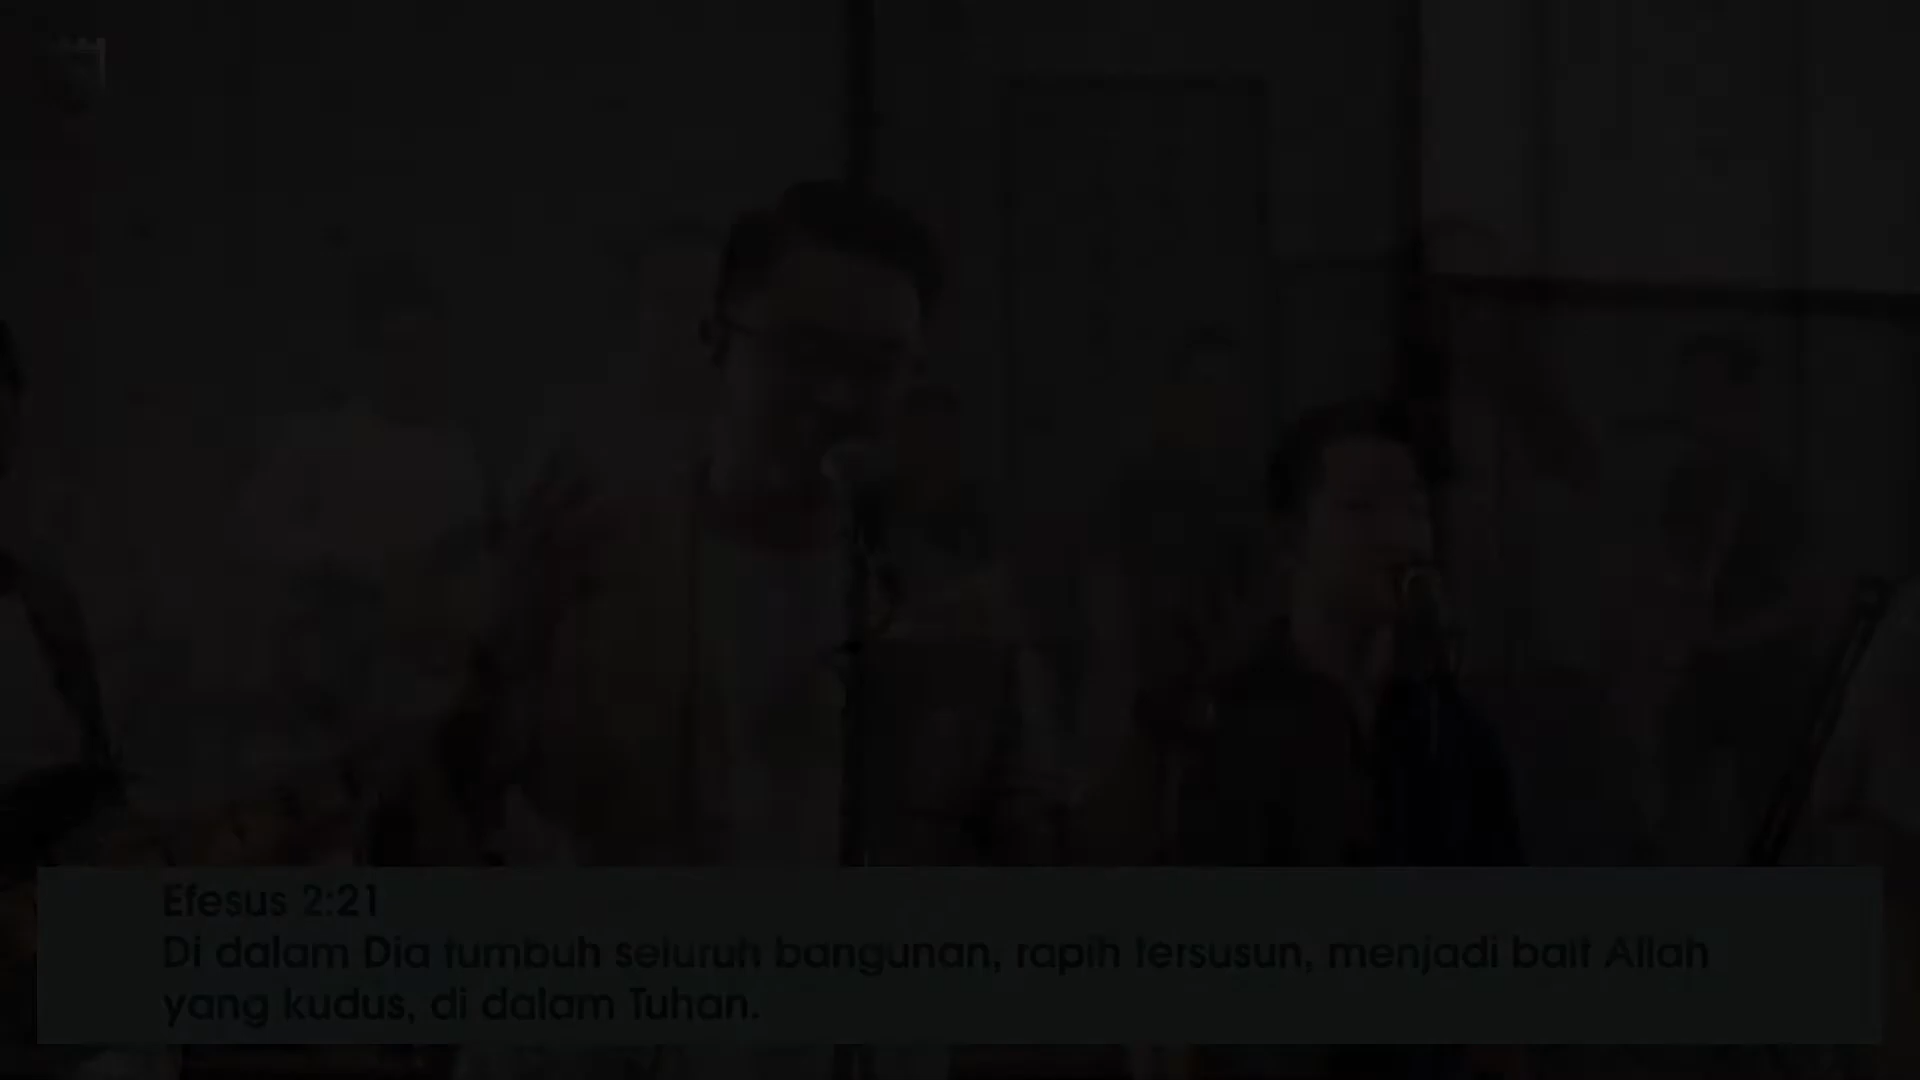 Efesus 2:21
Di dalam Dia tumbuh seluruh bangunan, rapih tersusun, menjadi bait Allah
yang kudus, di dalam Tuhan.